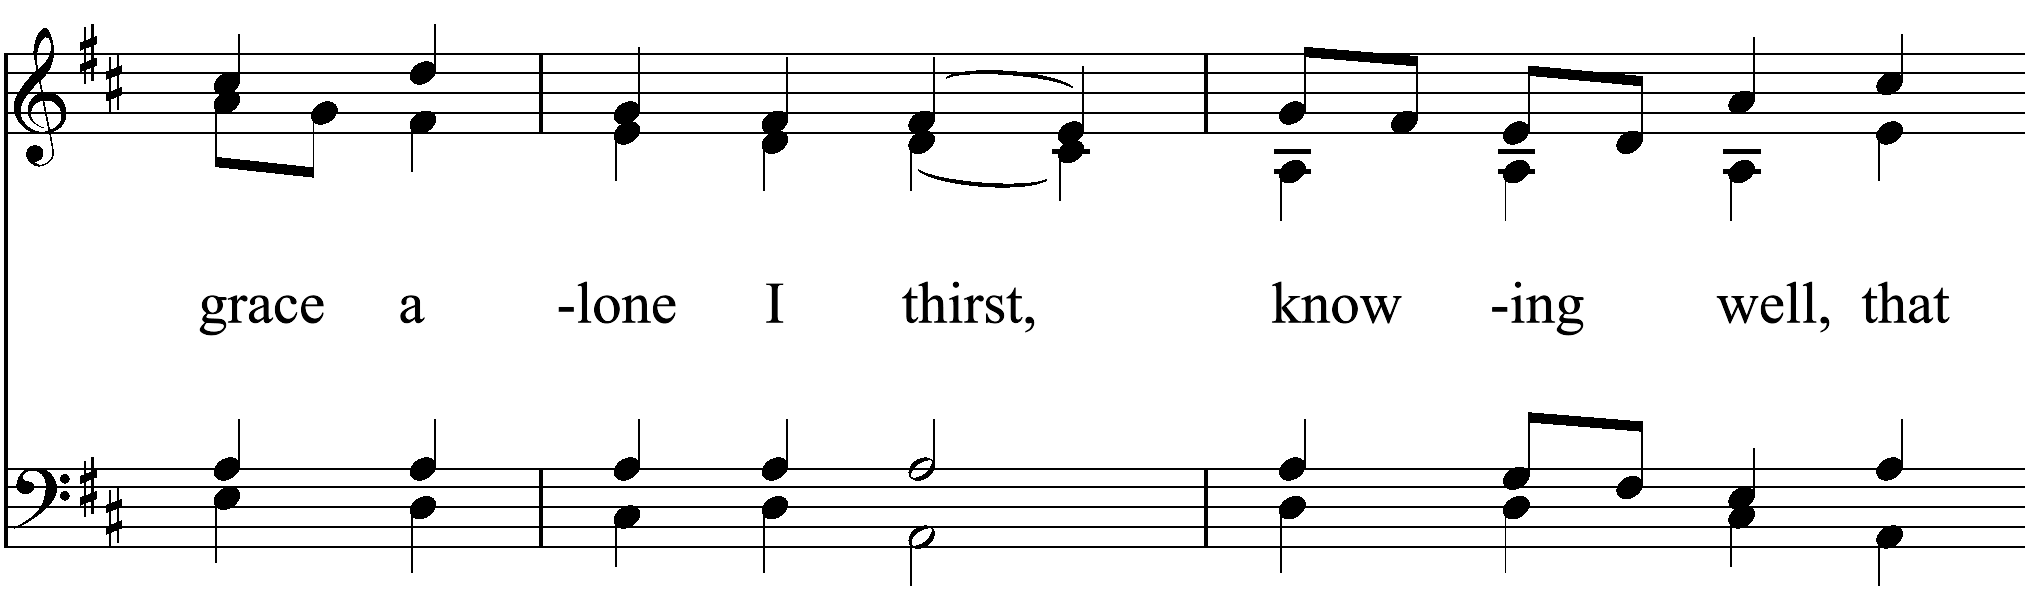 grace a -lone I thirst, know -ing well, that